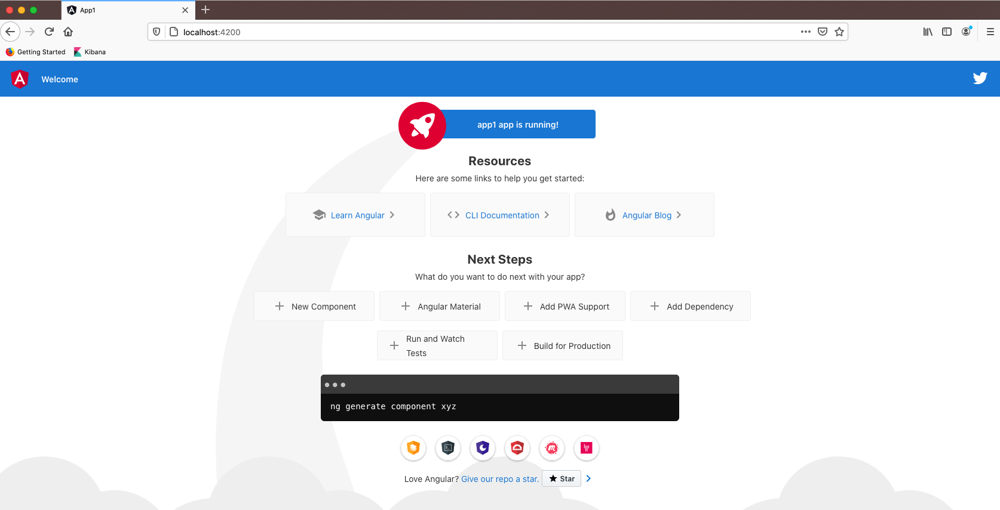 App1
localhost:4200
Getting Started
Kibana
Welcome
app1 app is running!
Resources
Here are some links to help you get started:
Learn Angular
CLI Documentation
Angular Blog
Next Steps
What do you want to do next with your app?
New Component
Angular Material
Add PWA Support
Add Dependency
Run and Watch
Tests
Build for Production
ng generate component xyz
Love Angular? Give our repo a star. Star